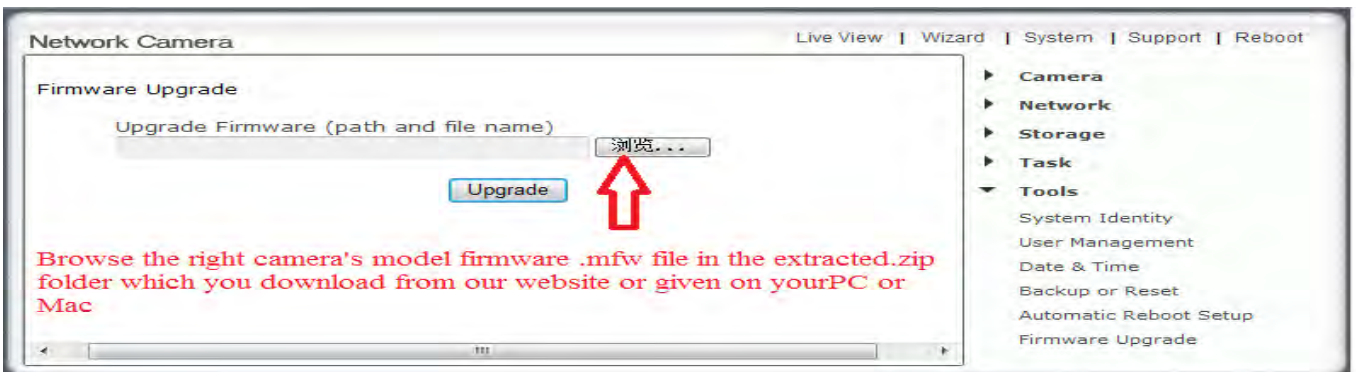 Network Camera
Live View | Wizard | System | Support | Reboot
Firmware Upgrade
Upgrade Firmware (path and file name)
浏览...
Upgrade
Browse the right camera's model firmware .mfw file in the extracted.zip
folder which you download from our website or given on yourPC or
Mac
Camera
Network
Storage
Task
Tools
System Identity
User Management
Date & Time
Backup or Reset
Automatic Reboot Setup
Firmware Upgrade